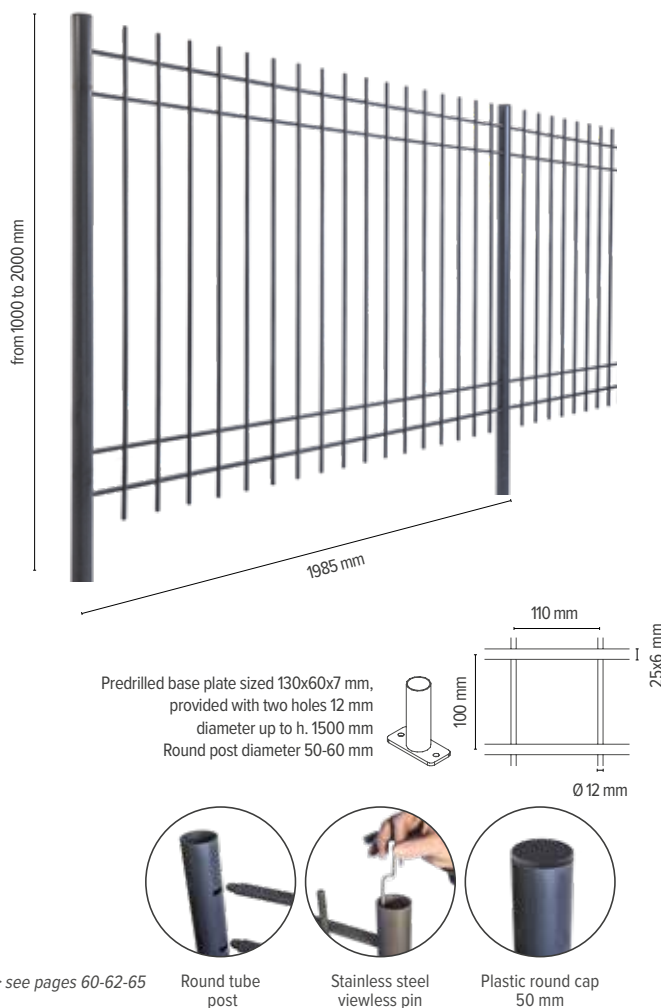 from 1000 to 2000 mm
1985 mm
110 mm
25x6 mm
100 mm
Ø 12 mm
Predrilled base plate sized 130x60x7 mm,
provided with two holes 12 mm
diameter up to h. 1500 mm
Round post diameter 50-60 mm
see pages 60-62-65
Round tube
post
Stainless steel
viewless pin
Plastic round cap
50 mm